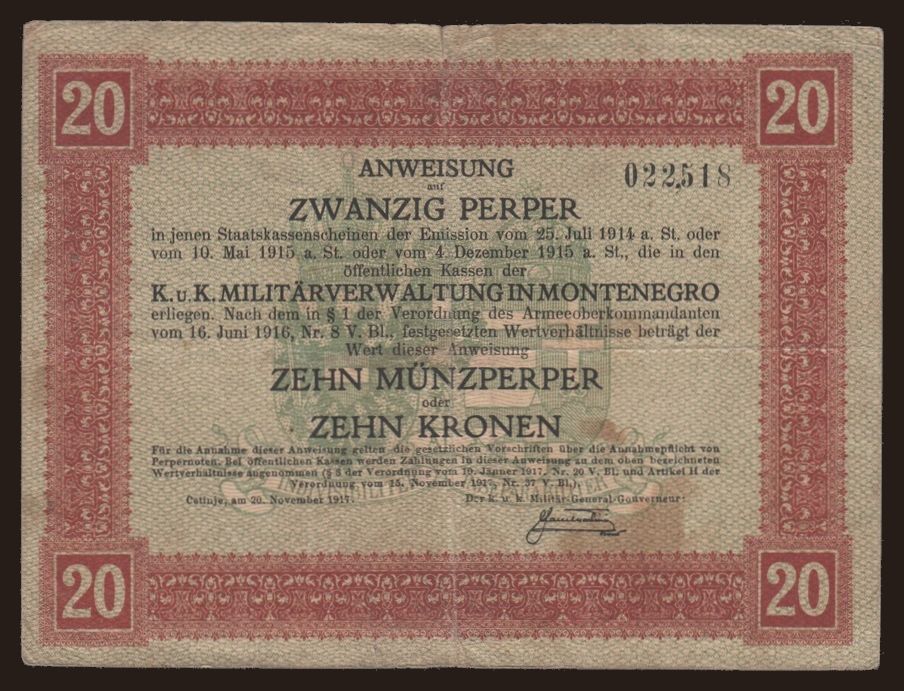 20 20
ANWEISUNG 022,518
auf
ZWANZIG PERPER
in jenen Staatskassenscheinen der Emission vom 25. Juli 1914 a. St. oder
vom 10. Mai 1915 a. St. oder vom 4. Dezember 1915 a. St., die in den
öffentlichen Kassen der
K. u. K. MILITÄRVERWALTUNG IN MONTENEGRO
erliegen. Nach dem in § 1 der Verordnung des Armeeoberkommandanten
vom 16. Juni 1916, Nr. 8 V. Bl., festgesetzten Wertverhältnisse beträgt der
Wert dieser Anweisung
ZEHN MÜNZPERPER
oder
ZEHN KRONEN
Für die Annahme dieser Anweisung gelten die gesetzlichen Vorschriften über die Annahmepflicht von
Perpernoten. Bei öffentlichen Kassen werden Zahlungen in dieser Anweisung zu dem oben bezeichneten
Wertverhältnisse angenommen (§ 3 der Verordnung vom 10. Jänner 1917, Nr. 20 V. Bl. und Artikel II der
Verordnung vom 15. November 1917, Nr. 37 V. Bl.).
Cetinje, am 20. November 1917. Der k. u. k. Militär-General-Gouverneur:
20 20